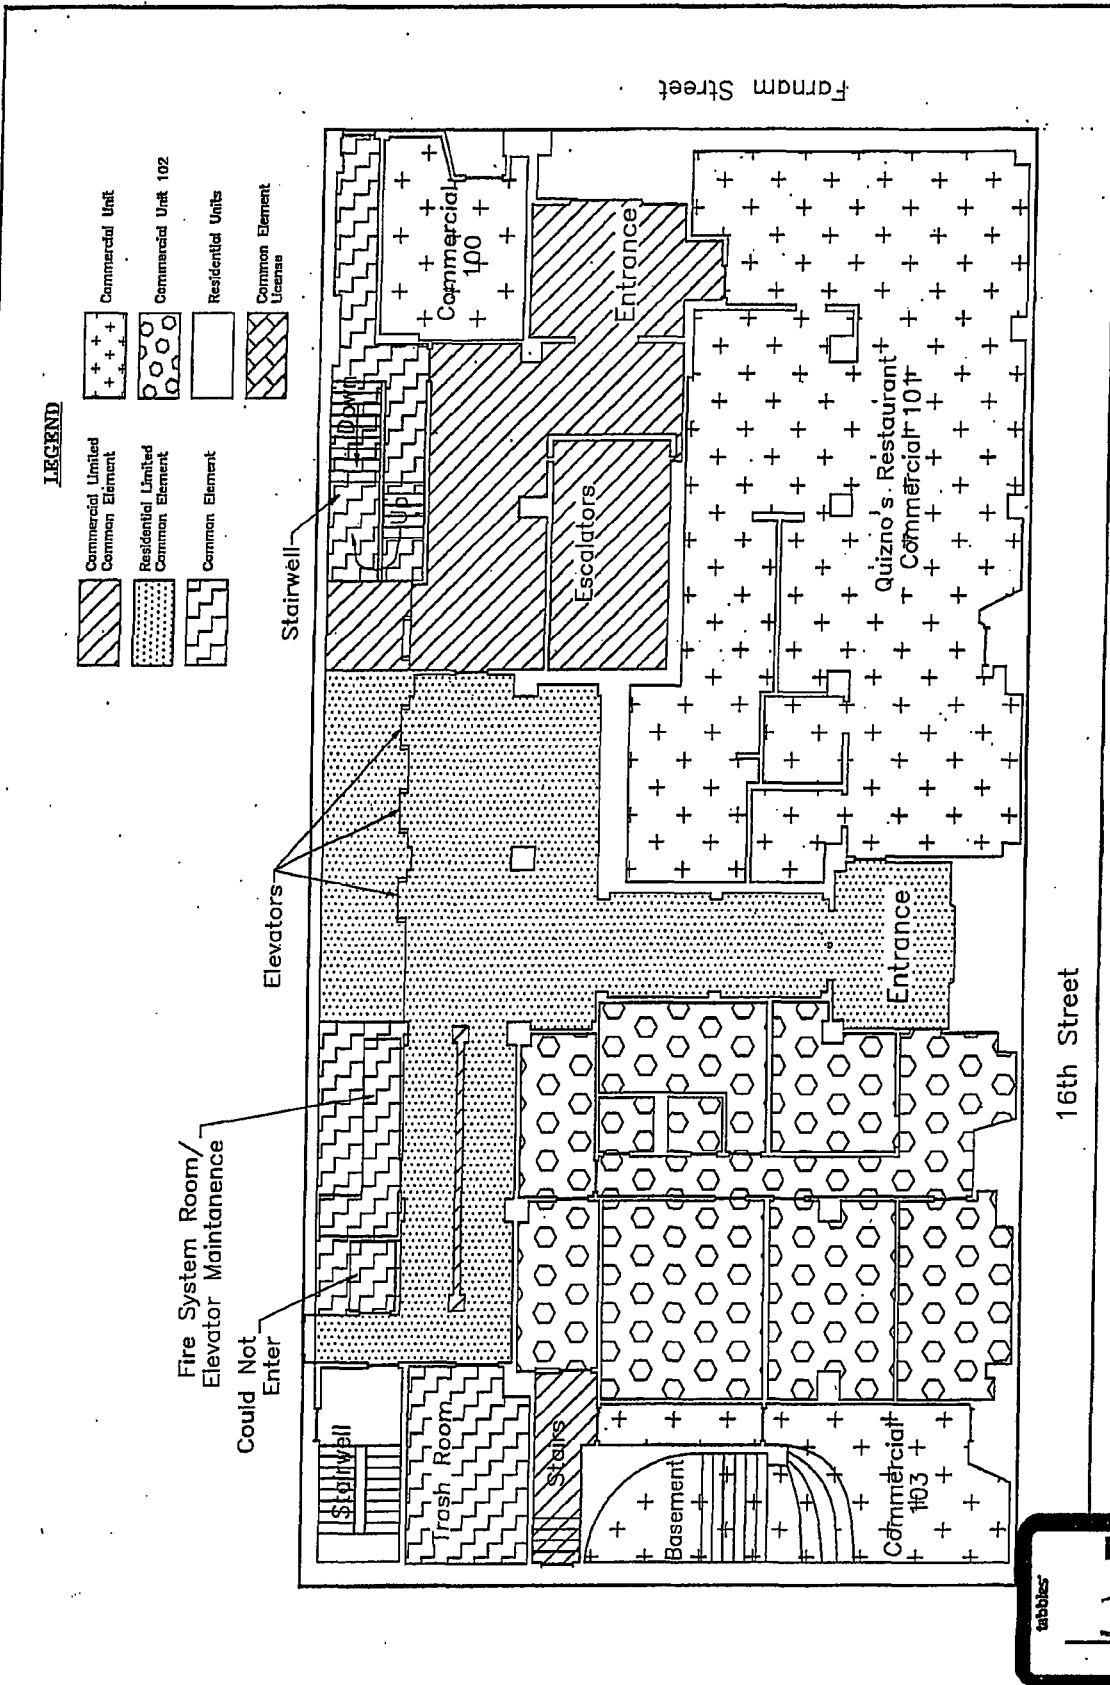 Farnam Street
LEGEND
Commercial Limited
Common Element
Residential Limited
Common Element
Common Element
Commercial Unit
Commercial Unit 102
Residential Units
Common Element
License
Stairwell
Elevators
Fire System Room/
Elevator Maintanence
Could Not
Enter
DOWN
UP
Commercial
100
Entrance
Escalators
Quizno's Restaurant
Commercial 101
Entrance
Stairwell
Trash Room
Stairs
Basement
Commercial
103
16th Street
tabbies'